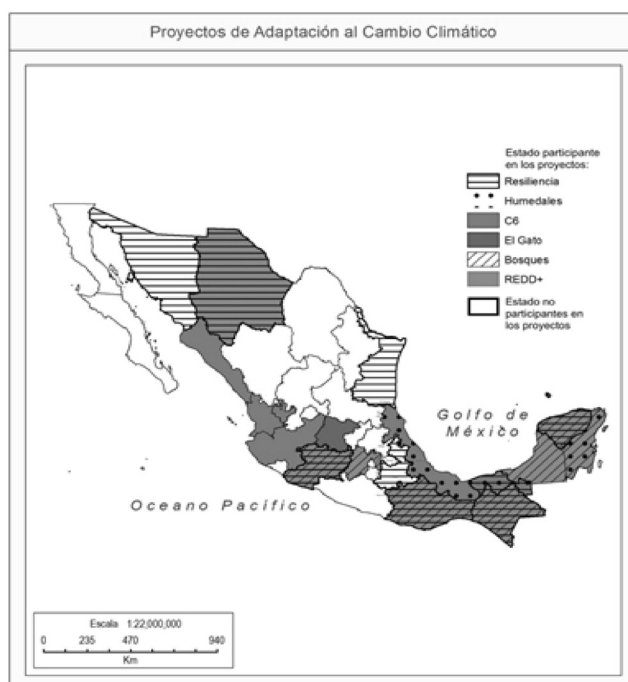 Proyectos de Adaptación al Cambio Climático
Estado participante
en los proyectos:
Resiliencia
Humedales
C6
El Gato
Bosques
REDD+
Estado no
participantes en
los proyectos
Golfo de
México
Oceano Pacífico
Escala 1:22,000,000
0 235 470 940
Km